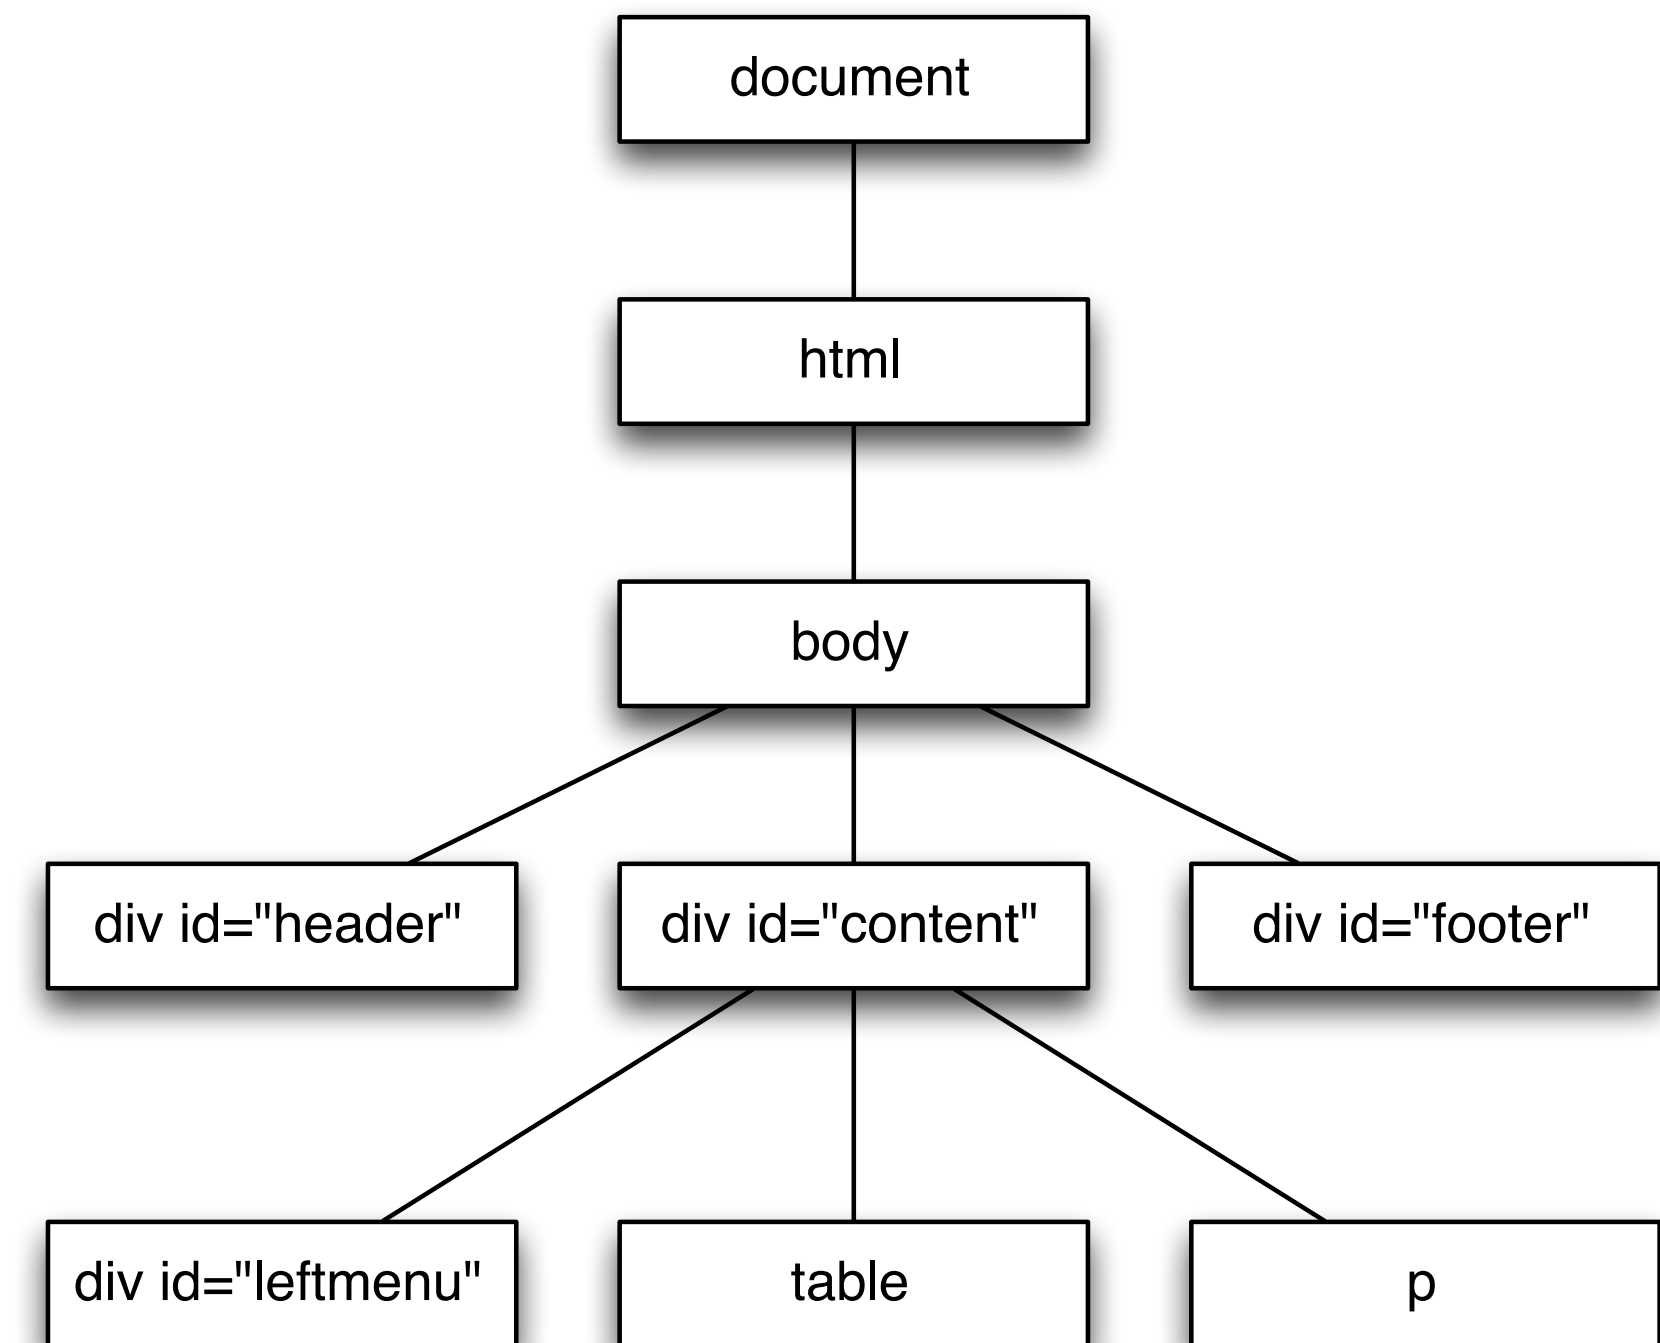 document
html
body
div id="header"
div id="content"
div id="footer"
div id="leftmenu"
table
p